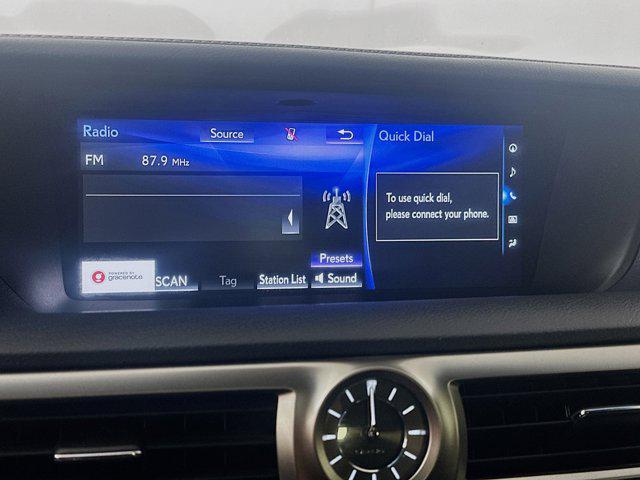 Radio
Source
FM 87.9 MHz
POWERED BY
gracenote
SCAN
Tag
Station List
Presets
Sound
Quick Dial
To use quick dial,
please connect your phone.